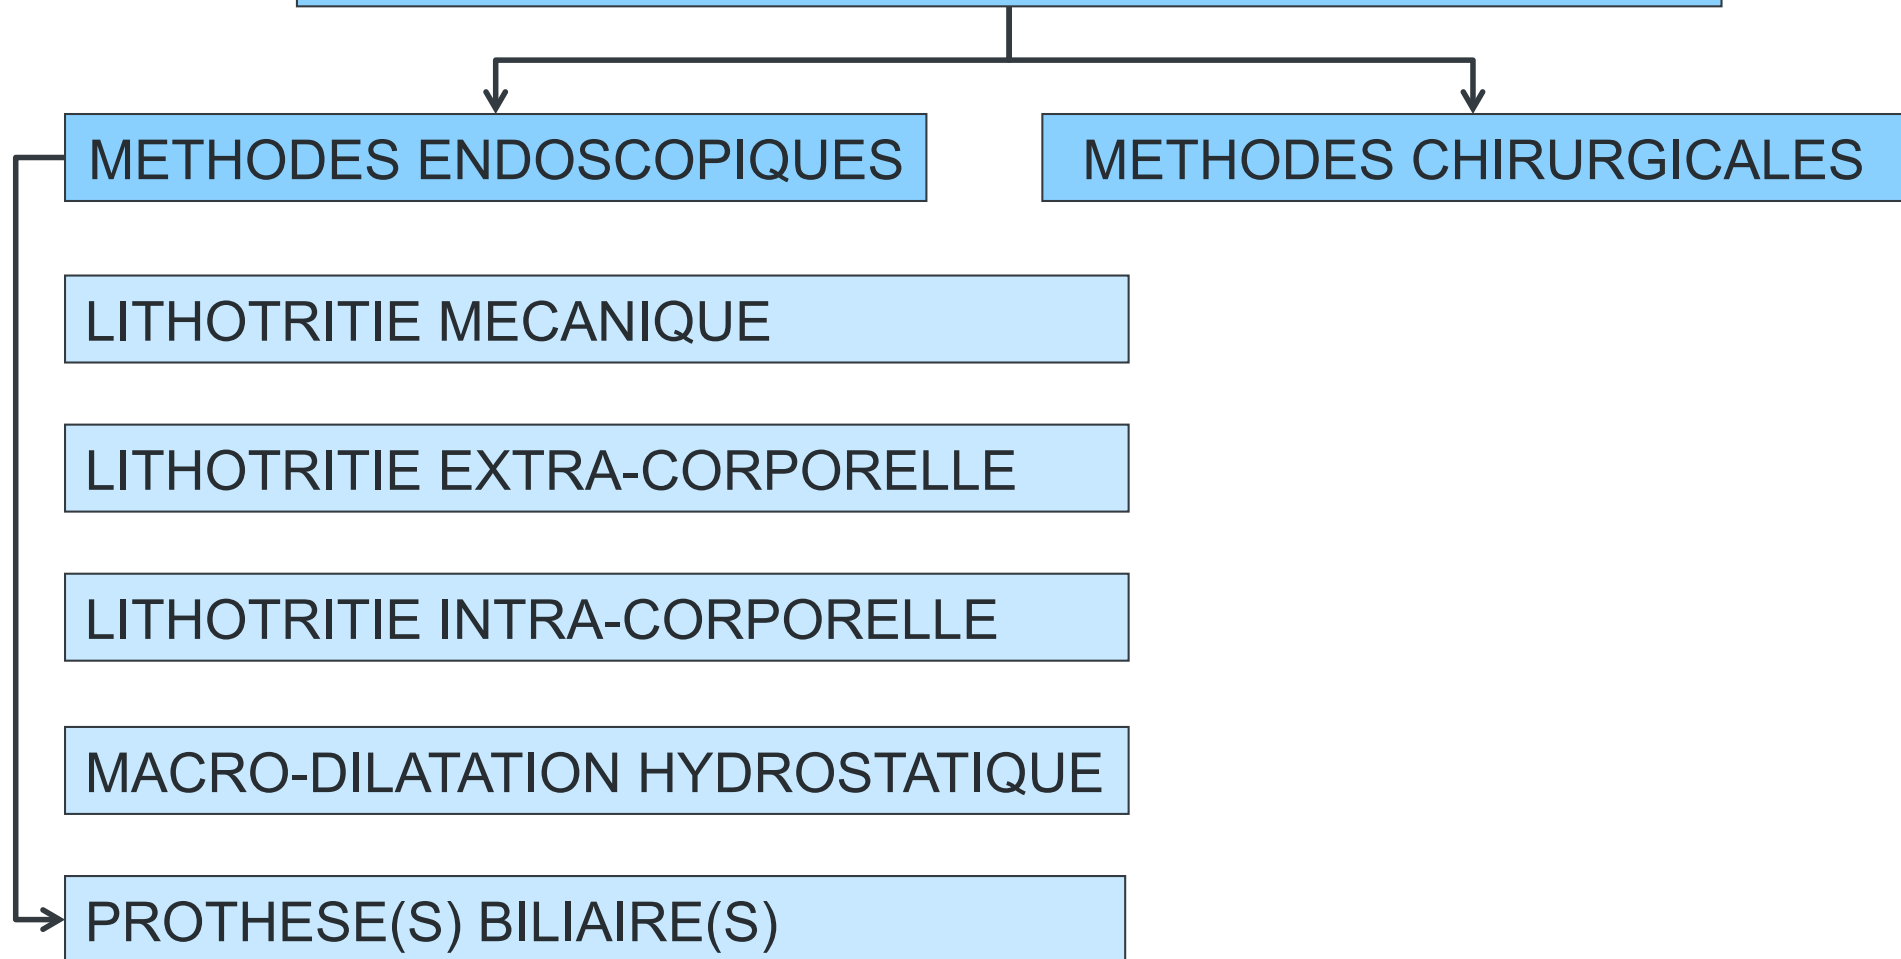 METHODES ENDOSCOPIQUES
METHODES CHIRURGICALES
LITHOTRITIE MECANIQUE
LITHOTRITIE EXTRA-CORPORELLE
LITHOTRITIE INTRA-CORPORELLE
MACRO-DILATATION HYDROSTATIQUE
PROTHESE(S) BILIAIRE(S)